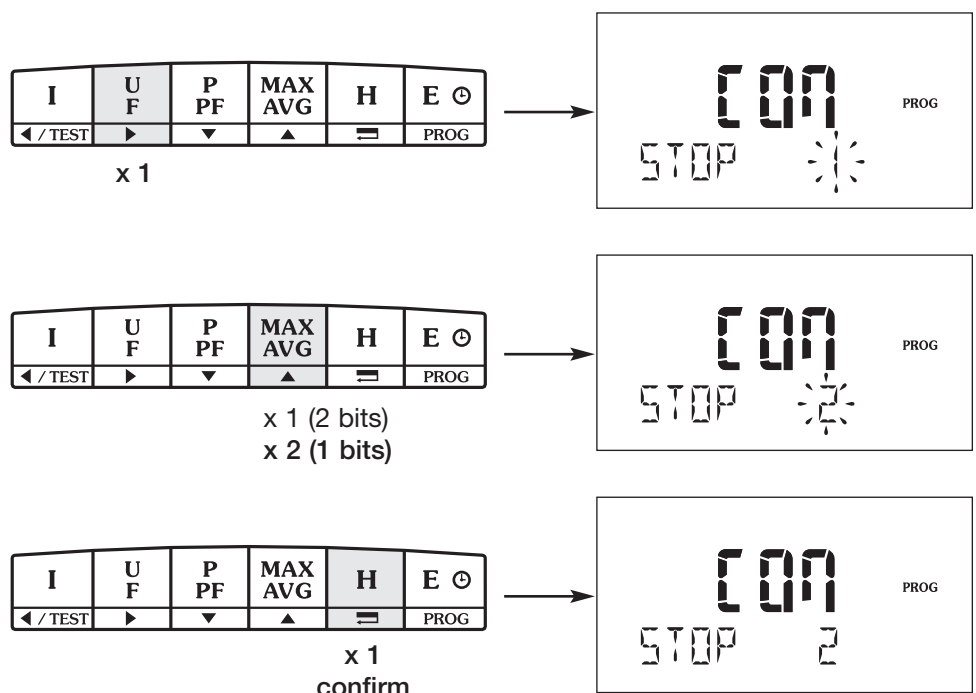 I U F P PF MAX AVG H E
/ TEST PROG
x 1
COM
PROG
STOP 1
I U F P PF MAX AVG H E
/ TEST PROG
x 1 (2 bits)
x 2 (1 bits)
COM
PROG
STOP 2
I U F P PF MAX AVG H E
/ TEST PROG
x 1
confirm
COM
PROG
STOP 2